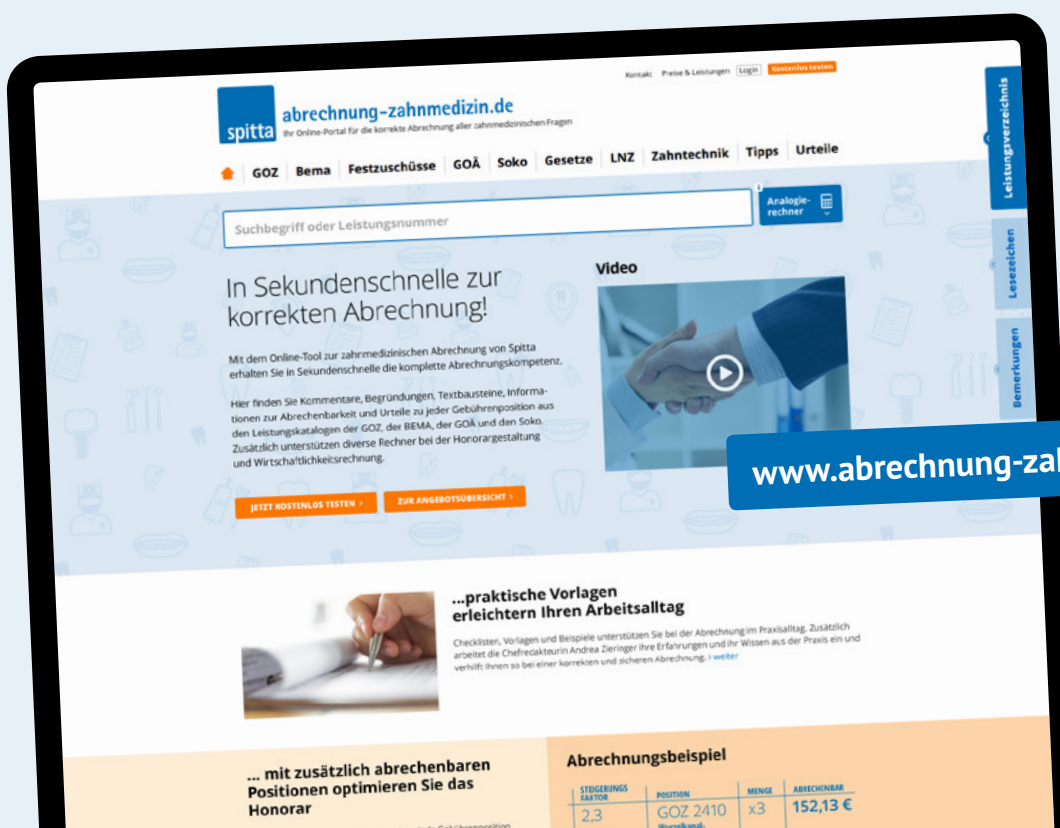 Kontakt Preise & Leistungen Login Kostenlos testen
spitta
abrechnung-zahnmedizin.de
Ihr Online-Portal für die korrekte Abrechnung aller zahnmedizinischen Fragen
GOZ Bema Festzuschüsse GOÄ Soko Gesetze LNZ Zahntechnik Tipps Urteile
Suchbegriff oder Leistungsnummer
Analogie-
rechner
Leistungsverzeichnis
Lesezeichen
Bemerkungen
In Sekundenschnelle zur
korrekten Abrechnung!
Mit dem Online-Tool zur zahnmedizinischen Abrechnung von Spitta
erhalten Sie in Sekundenschnelle die komplette Abrechnungskompetenz.
Hier finden Sie Kommentare, Begründungen, Textbausteine, Informa-
tionen zur Abrechenbarkeit und Urteile zu jeder Gebührenposition aus
den Leistungskatalogen der GOZ, der BEMA, der GOÄ und den Soko.
Zusätzlich unterstützen diverse Rechner bei der Honorargestaltung
und Wirtschaftlichkeitsrechnung.
JETZT KOSTENLOS TESTEN >
ZUR ANGEBOTSÜBERSICHT >
Video
www.abrechnung-za
...praktische Vorlagen
erleichtern Ihren Arbeitsalltag
Checklisten, Vorlagen und Beispiele unterstützen Sie bei der Abrechnung im Praxisalltag. Zusätzlich
arbeitet die Chefredakteurin Andrea Zieringer ihre Erfahrungen und ihr Wissen aus der Praxis ein und
verhilft Ihnen so bei einer korrekten und sicheren Abrechnung. › weiter
... mit zusätzlich abrechenbaren
Positionen optimieren Sie das
Honorar
Abrechnungsbeispiel
STEIGERUNGS
FAKTOR
POSITION
MENGE
ABRECHENBAR
2,3
GOZ 2410
x3
152,13 €
Wurzelkanal-